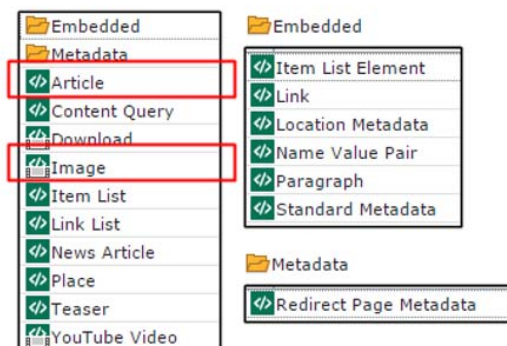 Embedded
Metadata
Article
Content Query
Download
Image
Item List
Link List
News Article
Place
Teaser
YouTube Video
Embedded
Item List Element
Link
Location Metadata
Name Value Pair
Paragraph
Standard Metadata
Metadata
Redirect Page Metadata